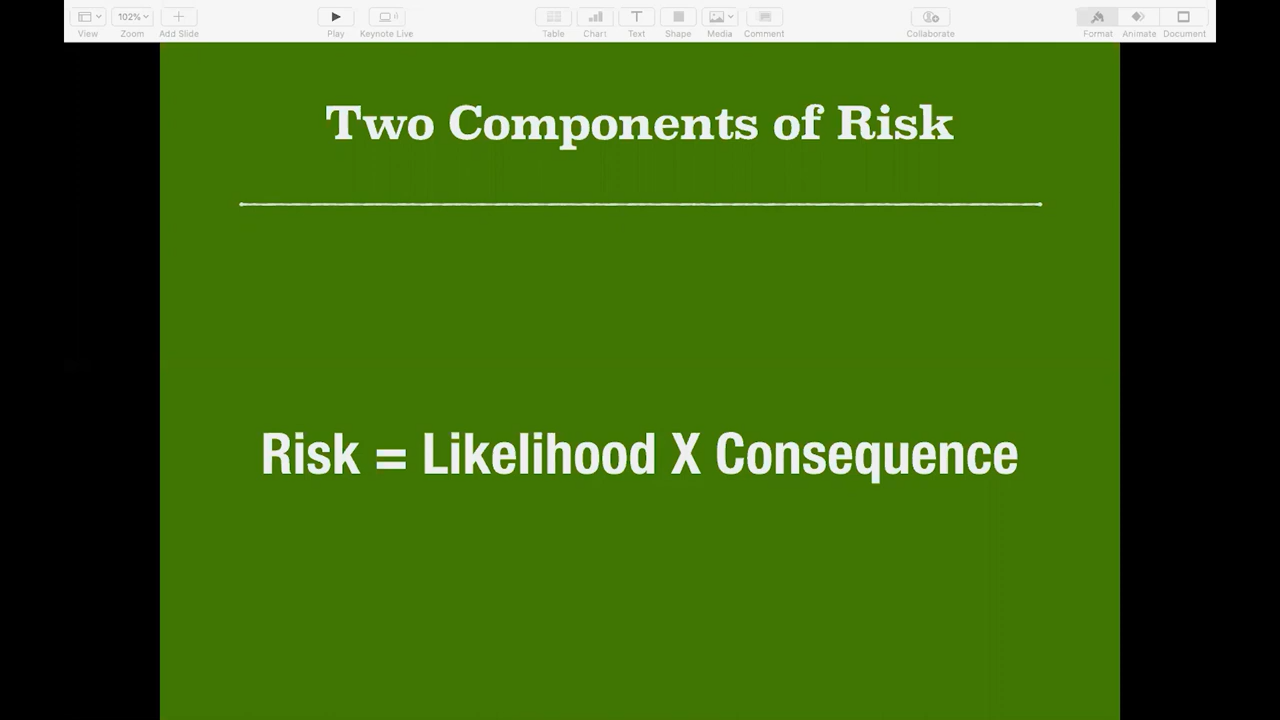 102%
View Zoom Add Slide Play Keynote Live Table Chart Text Shape Media Comment Collaborate Format Animate Document
Two Components of Risk
Risk = Likelihood X Consequence